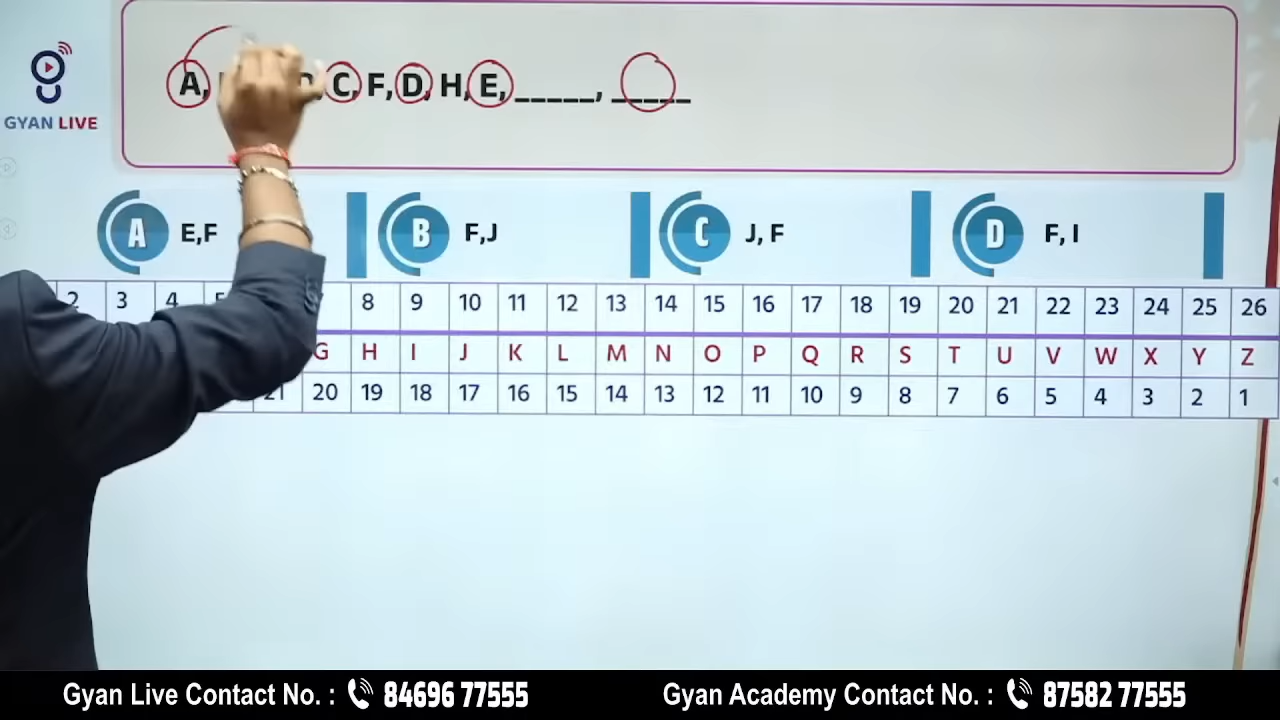 A, C, F, D, H, E, _____, _____
GYAN LIVE
A E,F B F,J C J, F D F, I
2 3 4 8 9 10 11 12 13 14 15 16 17 18 19 20 21 22 23 24 25 26
G H I J K L M N O P Q R S T U V W X Y Z
21 20 19 18 17 16 15 14 13 12 11 10 9 8 7 6 5 4 3 2 1
Gyan Live Contact No. : 84696 77555 Gyan Academy Contact No. : 87582 77555